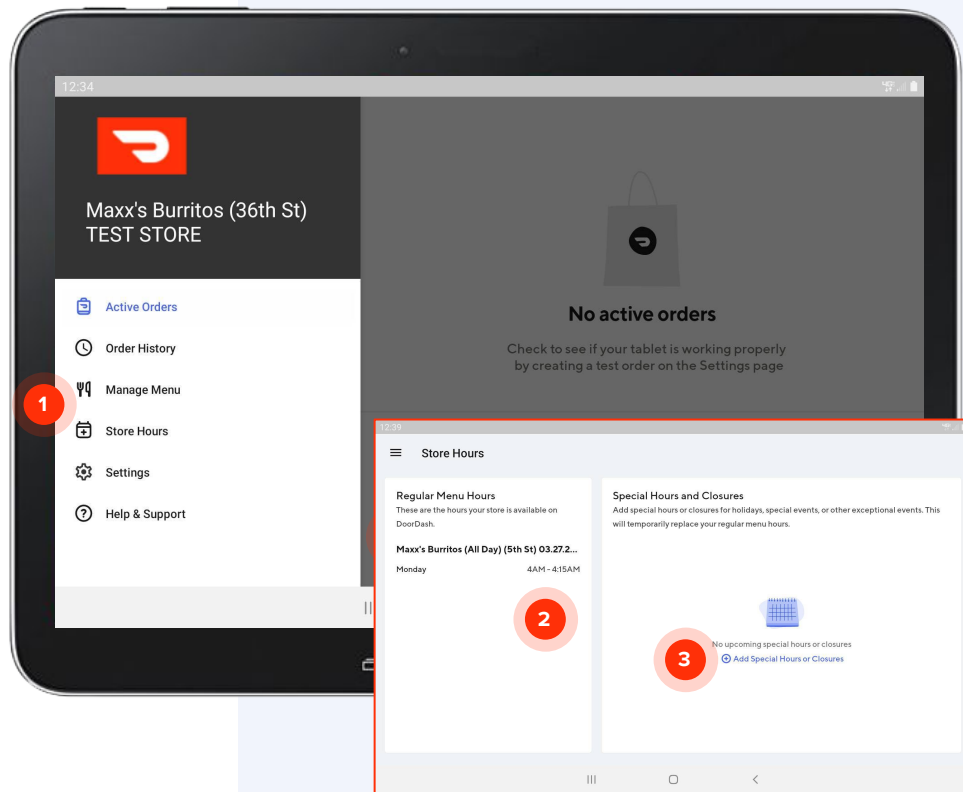 12:34
Maxx's Burritos (36th St)
TEST STORE
Active Orders
Order History
Manage Menu
Store Hours
Settings
Help & Support
No active orders
Check to see if your tablet is working properly
by creating a test order on the Settings page
1
12:39
Store Hours
Regular Menu Hours
These are the hours your store is available on
DoorDash.
Maxx's Burritos (All Day) (5th St) 03.27.2...
Monday 4AM - 4:15AM
2
Special Hours and Closures
Add special hours or closures for holidays, special events, or other exceptional events. This
will temporarily replace your regular menu hours.
No upcoming special hours or closures
Add Special Hours or Closures
3